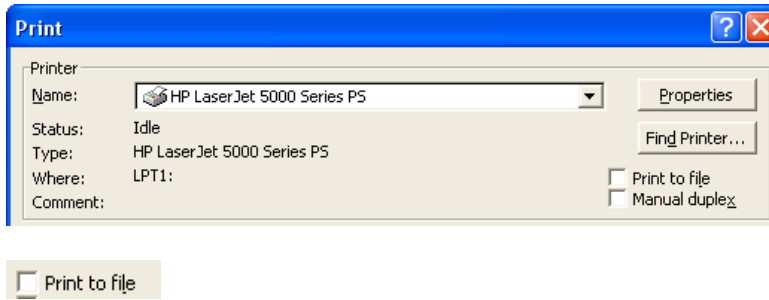 Print
Printer
Name: HP LaserJet 5000 Series PS Properties
Status: Idle
Find Printer...
Type: HP LaserJet 5000 Series PS
Where: LPT1: Print to file
Comment: Manual duplex
Print to file